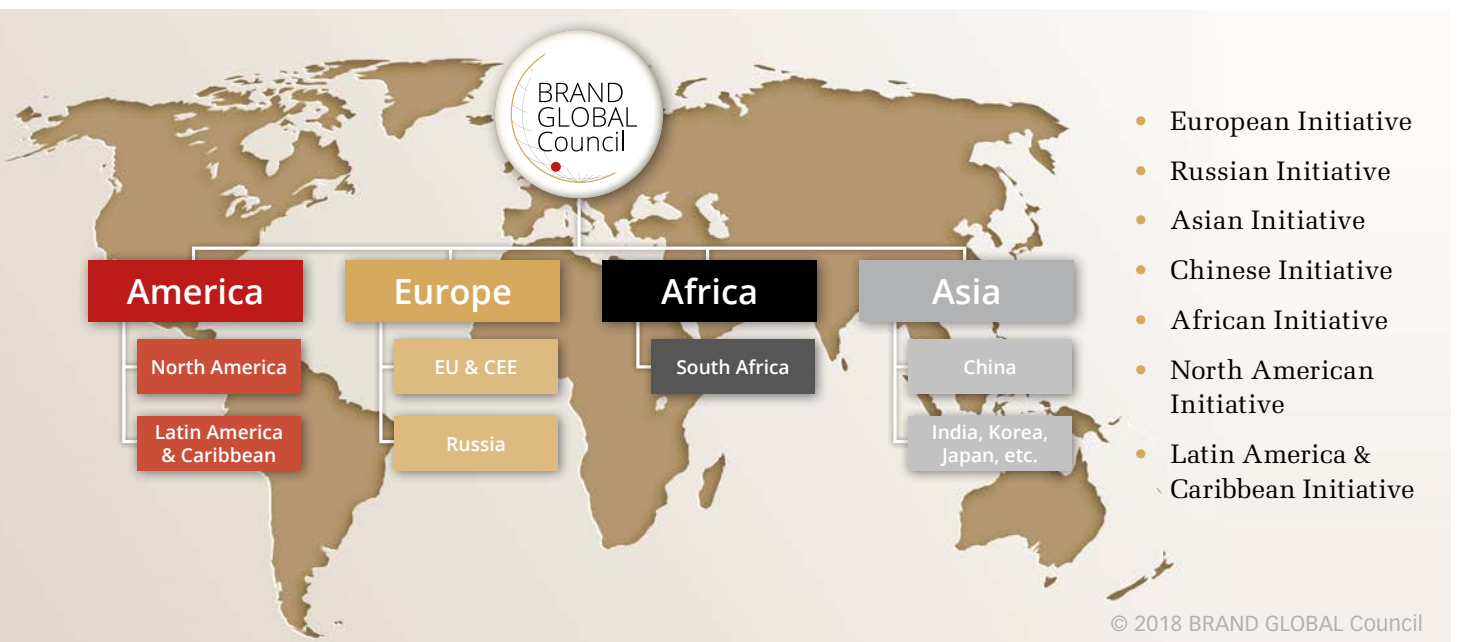 BRAND
GLOBAL
Council
America
Europe
Africa
Asia
North America
EU & CEE
South Africa
China
Latin America
& Caribbean
Russia
India, Korea,
Japan, etc.
• European Initiative
• Russian Initiative
• Asian Initiative
• Chinese Initiative
• African Initiative
• North American
Initiative
• Latin America &
Caribbean Initiative
© 2018 BRAND GLOBAL Council